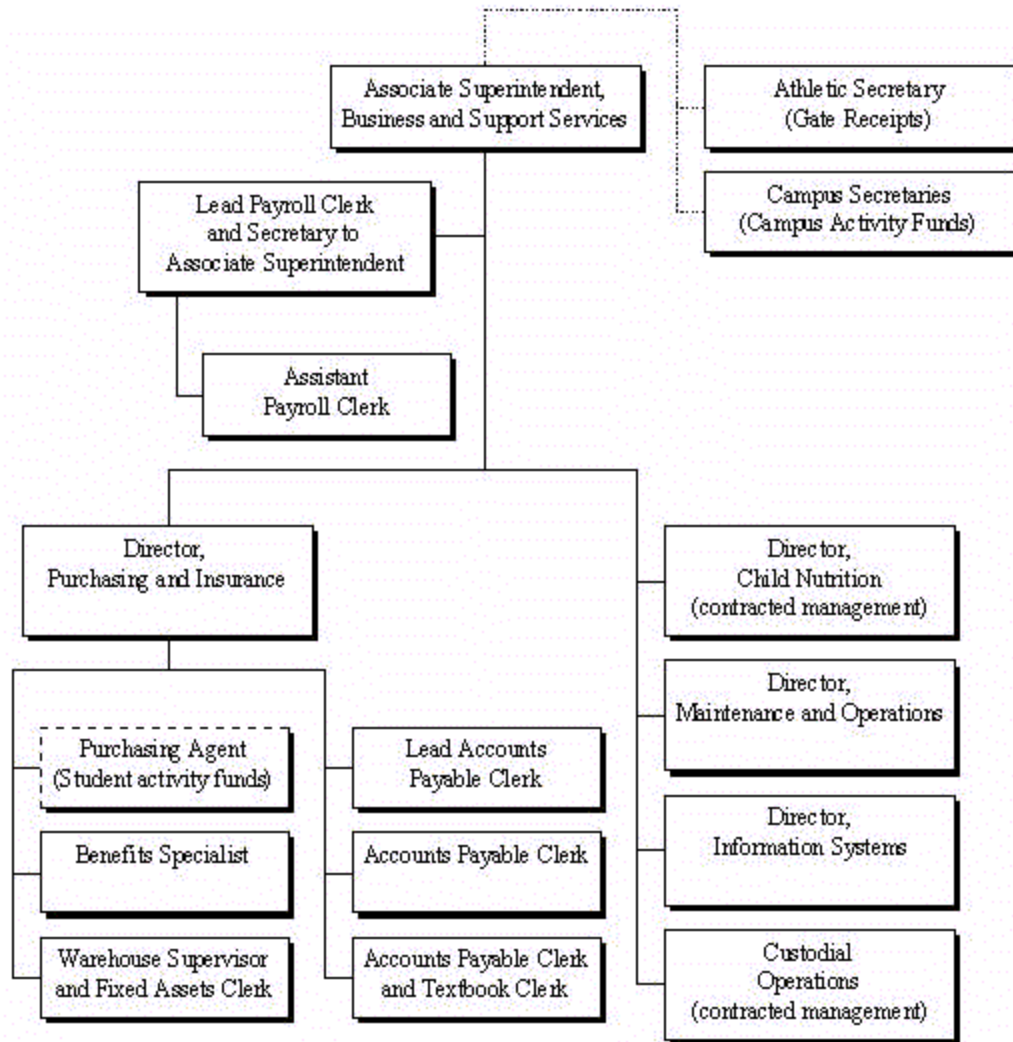 Associate Superintendent,
Business and Support Services
Athletic Secretary
(Gate Receipts)
Campus Secretaries
(Campus Activity Funds)
Lead Payroll Clerk
and Secretary to
Associate Superintendent
Assistant
Payroll Clerk
Director,
Purchasing and Insurance
Purchasing Agent
(Student activity funds)
Benefits Specialist
Warehouse Supervisor
and Fixed Assets Clerk
Lead Accounts
Payable Clerk
Accounts Payable Clerk
Accounts Payable Clerk
and Textbook Clerk
Director,
Child Nutrition
(contracted management)
Director,
Maintenance and Operations
Director,
Information Systems
Custodial
Operations
(contracted management)